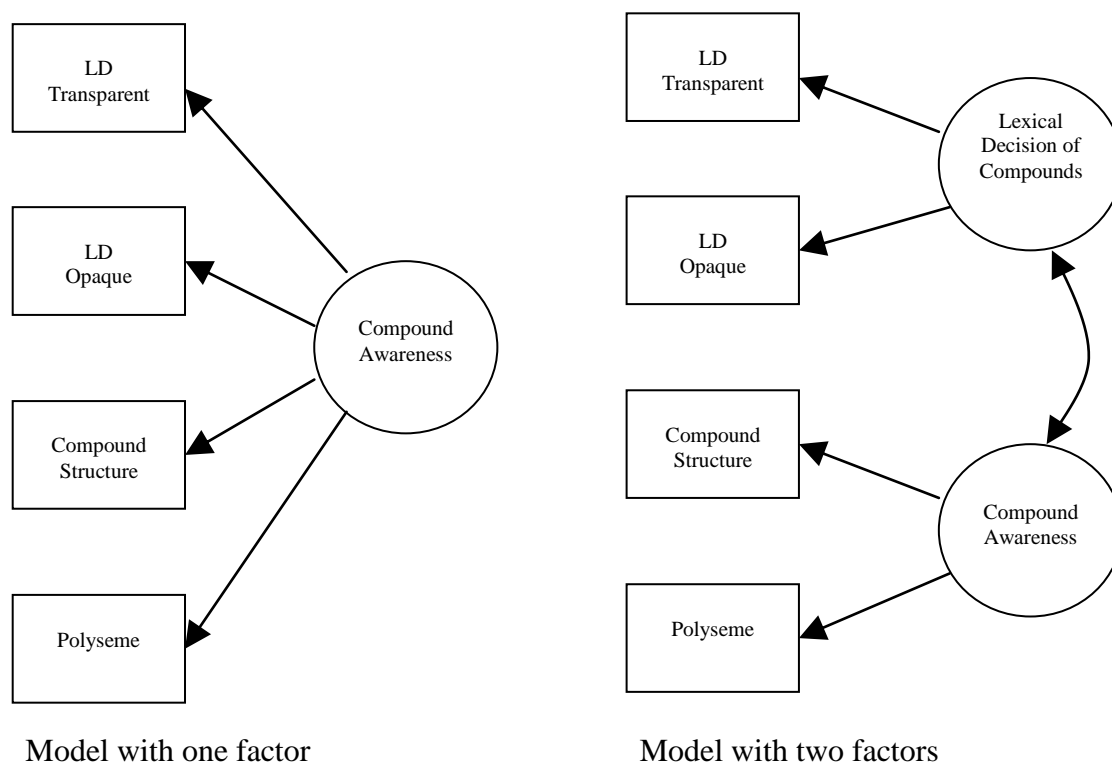 LD
Transparent
LD
Opaque
Compound
Structure
Polyseme
Compound
Awareness
Model with one factor
LD
Transparent
LD
Opaque
Compound
Structure
Polyseme
Lexical
Decision of
Compounds
Compound
Awareness
Model with two factors